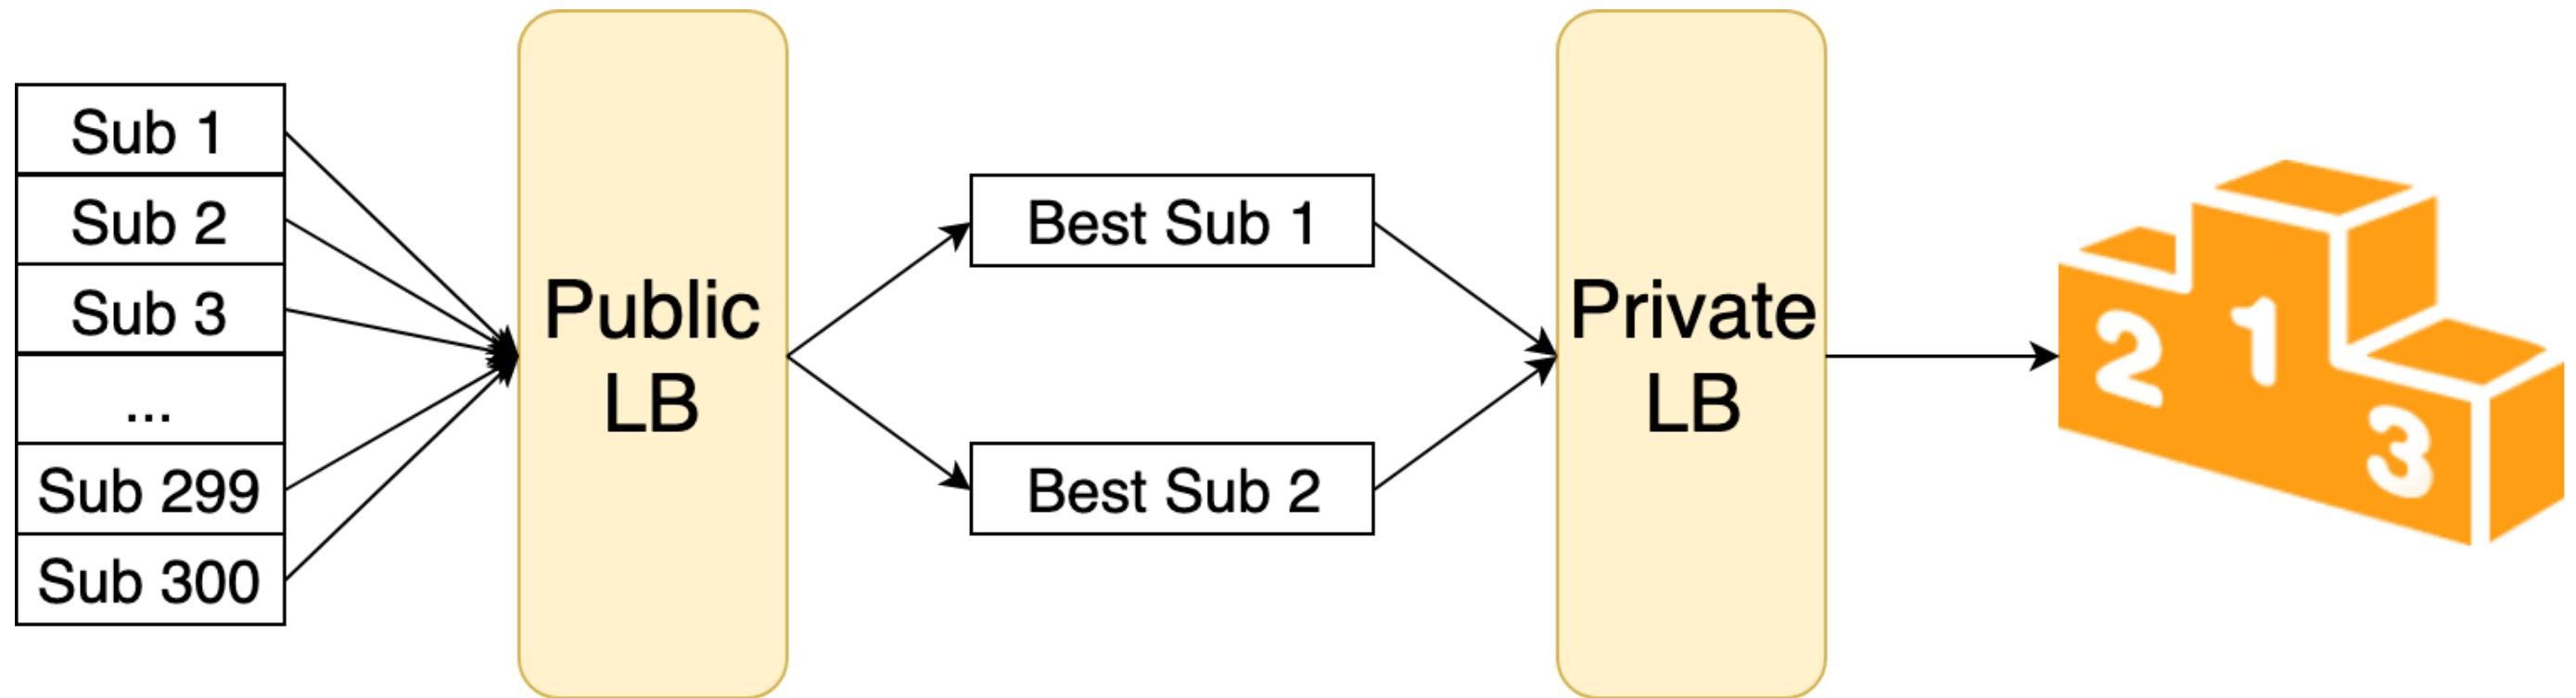 Sub 1
Sub 2
Sub 3
...
Sub 299
Sub 300
Public
LB
Best Sub 1
Best Sub 2
Private
LB
2
1
3